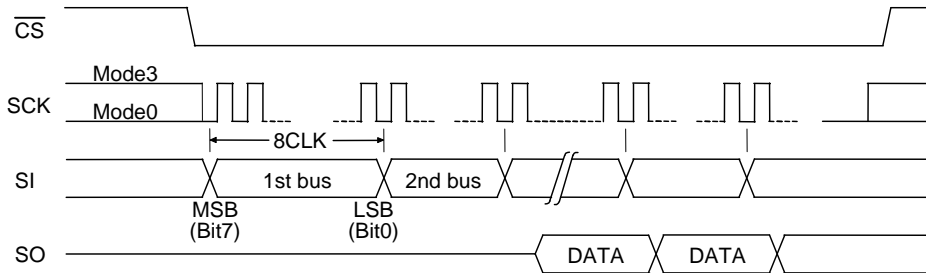 CS
Mode3
SCK
Mode0
8CLK
SI
1st bus
2nd bus
MSB
(Bit7)
LSB
(Bit0)
SO
DATA
DATA